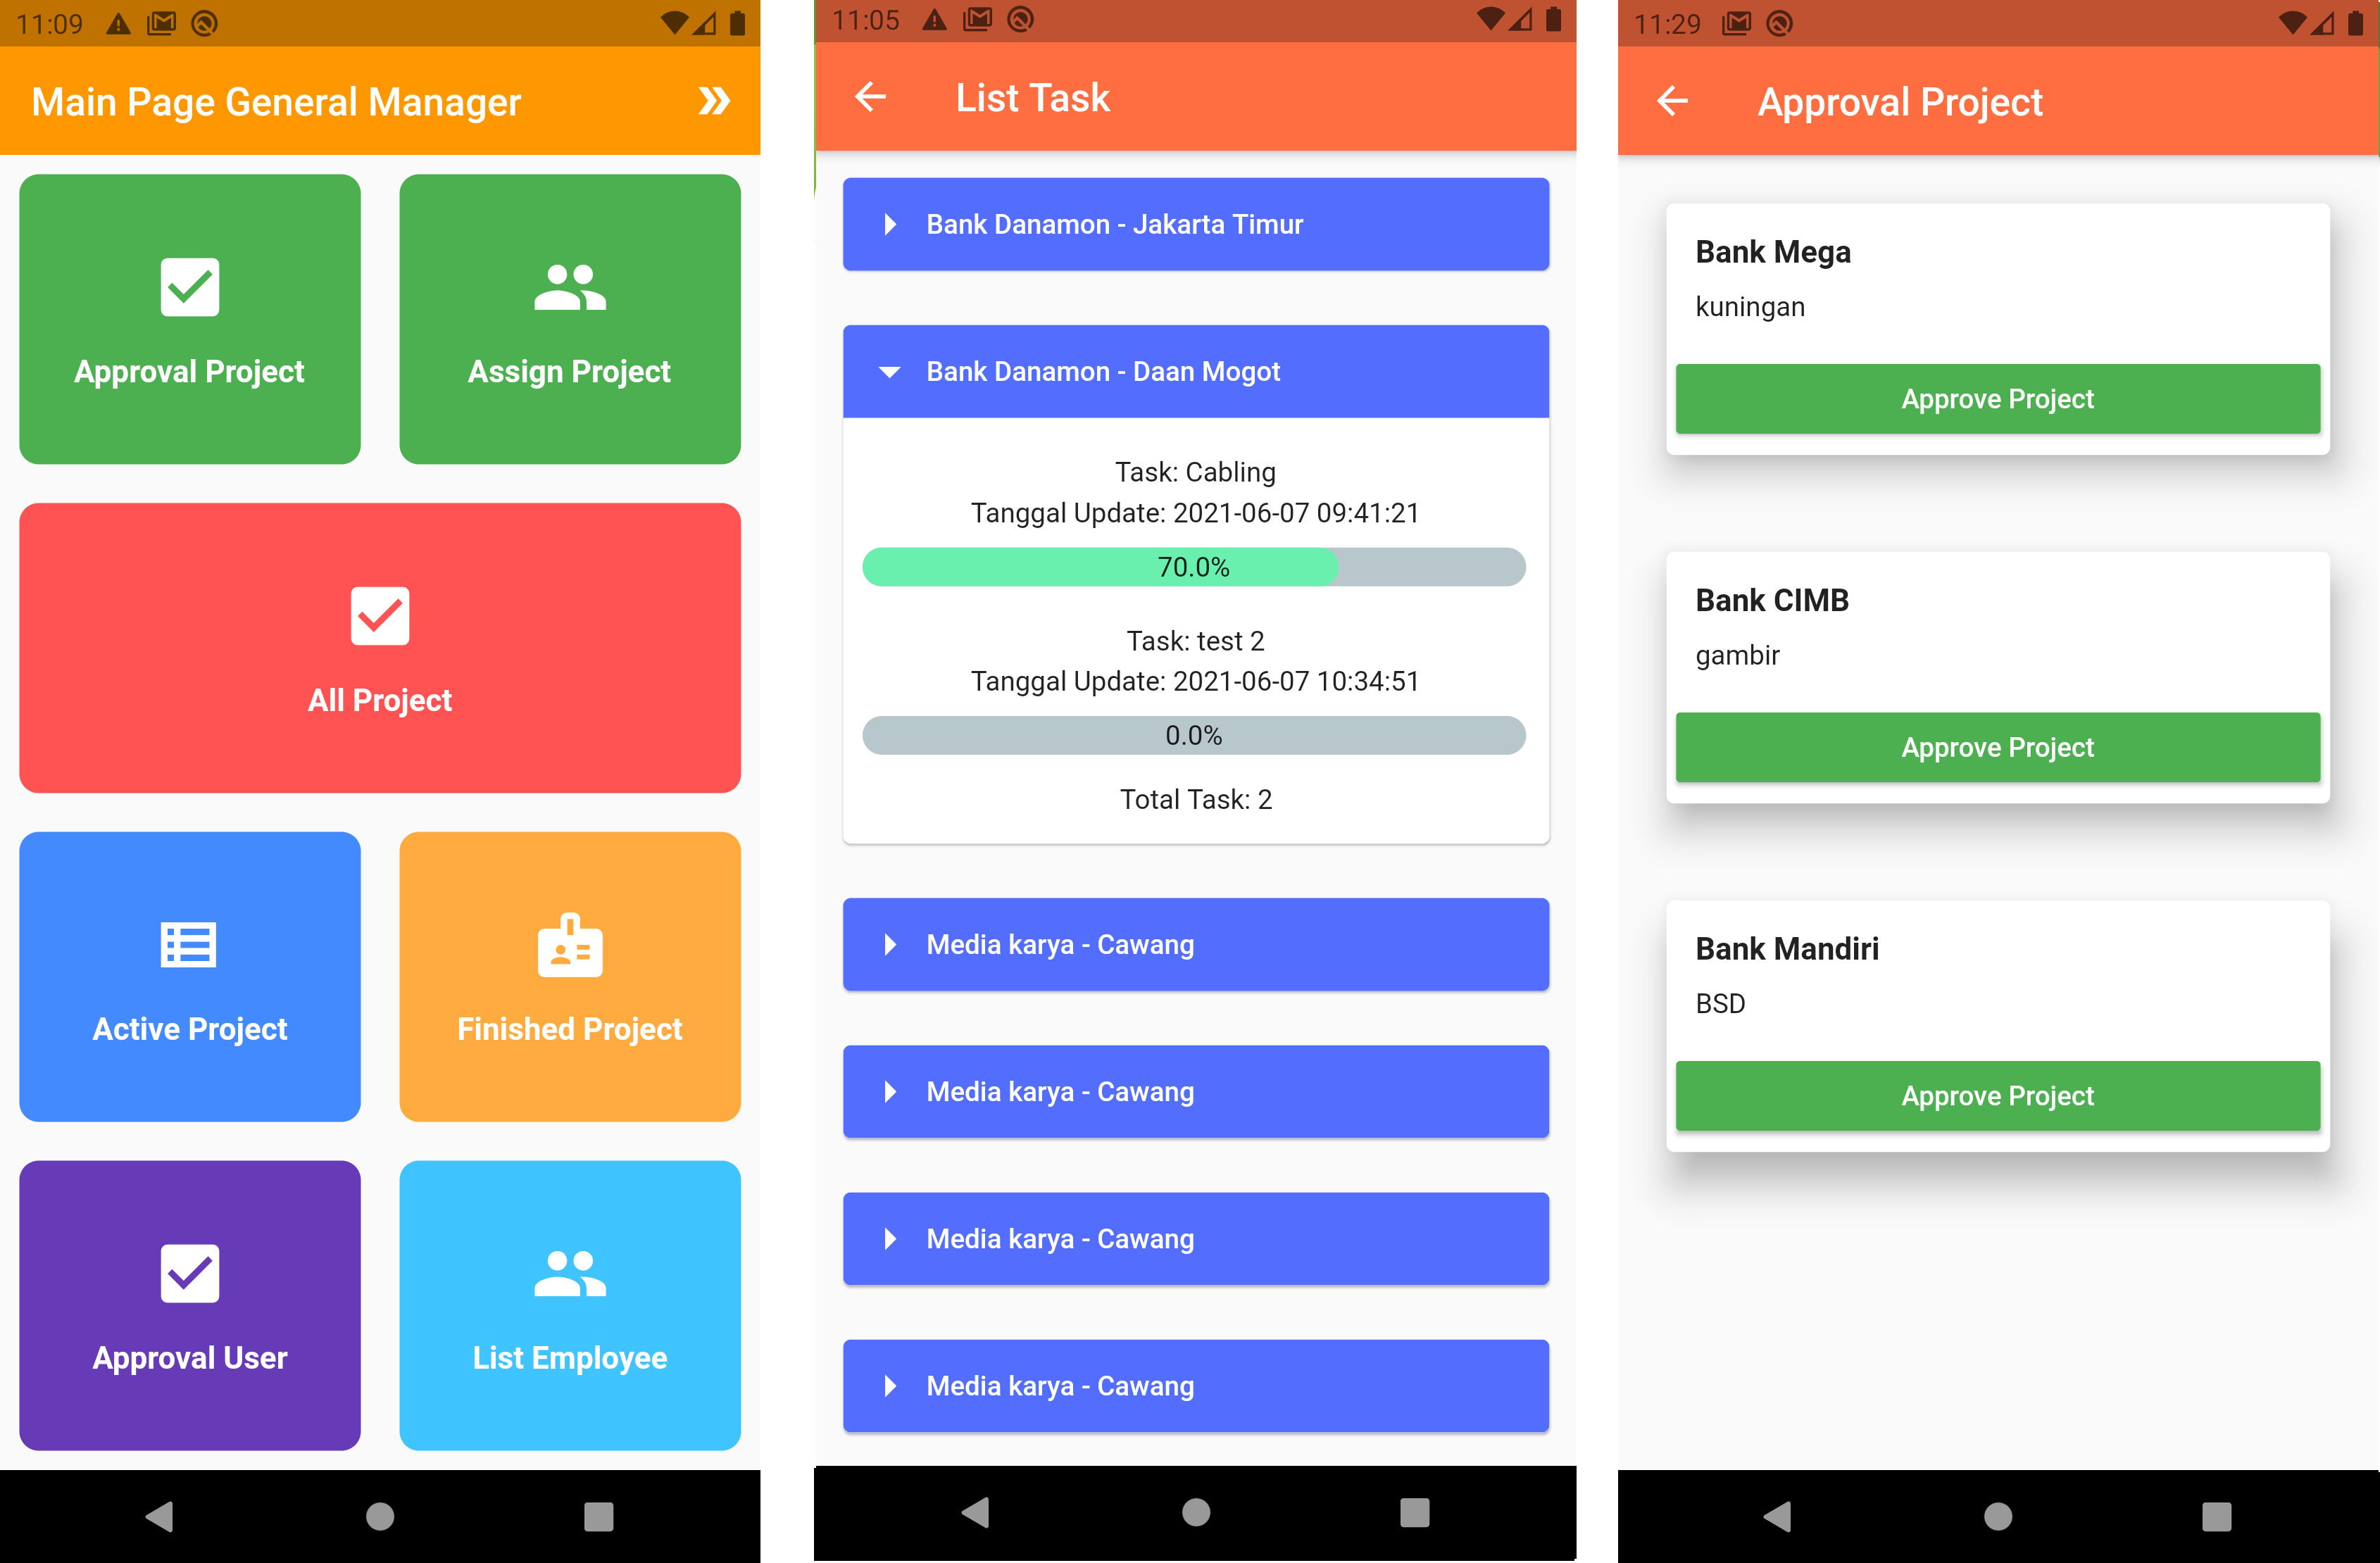 11:09
Main Page General Manager
Approval Project
Assign Project
All Project
Active Project
Finished Project
Approval User
List Employee
11:05
List Task
Bank Danamon - Jakarta Timur
Bank Danamon - Daan Mogot
Task: Cabling
Tanggal Update: 2021-06-07 09:41:21
70.0%
Task: test 2
Tanggal Update: 2021-06-07 10:34:51
0.0%
Total Task: 2
Media karya - Cawang
Media karya - Cawang
Media karya - Cawang
Media karya - Cawang
11:29
Approval Project
Bank Mega
kuningan
Approve Project
Bank CIMB
gambir
Approve Project
Bank Mandiri
BSD
Approve Project